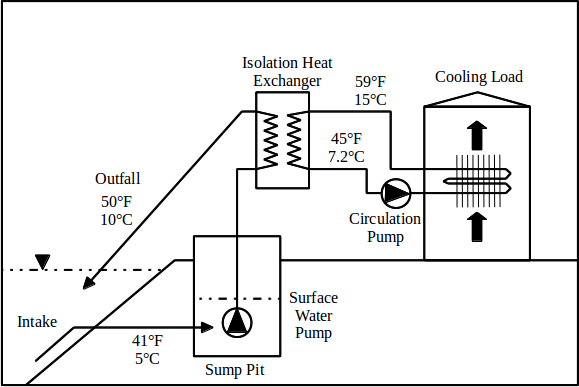 Isolation Heat
Exchanger
59°F
15°C
Cooling Load
45°F
7.2°C
Outfall
50°F
10°C
Circulation
Pump
Intake
41°F
5°C
Surface
Water
Pump
Sump Pit